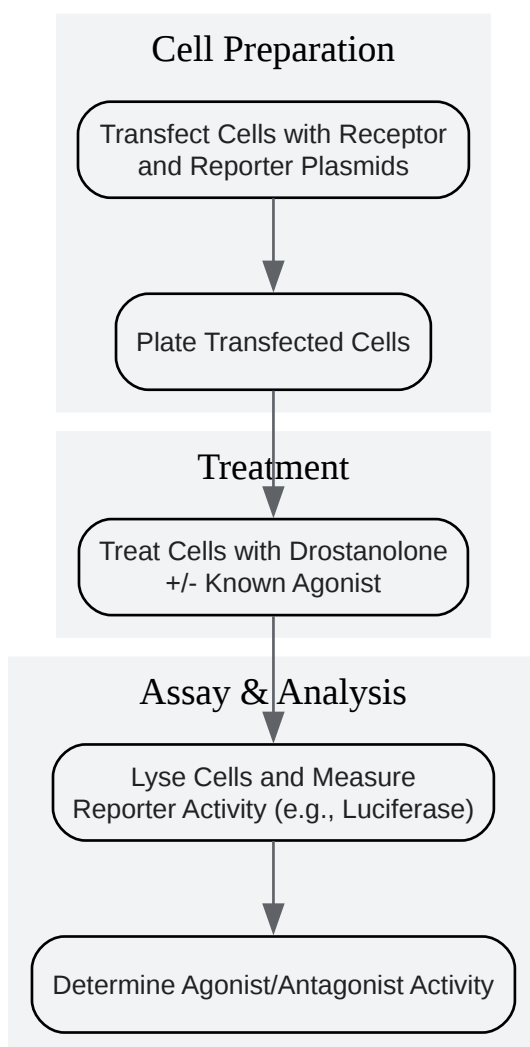 Cell Preparation
Transfect Cells with Receptor
and Reporter Plasmids
Plate Transfected Cells
Treatment
Treat Cells with Drostanolone
+/- Known Agonist
Assay & Analysis
Lyse Cells and Measure
Reporter Activity (e.g., Luciferase)
Determine Agonist/Antagonist Activity